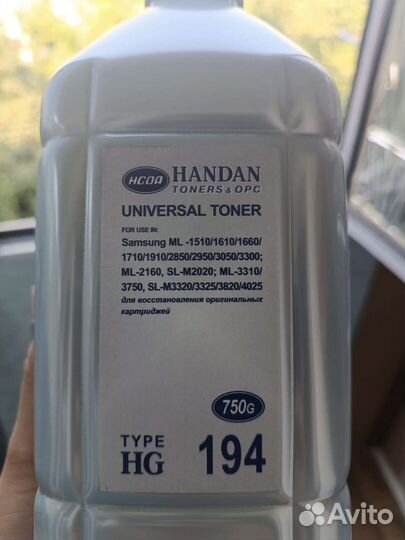 HCOA HANDAN
TONERS & OPC
UNIVERSAL TONER
FOR USE IN:
Samsung ML -1510/1610/1660/
1710/1910/2850/2950/3050/3300;
ML-2160, SL-M2020; ML-3310/
3750, SL-M3320/3325/3820/4025
для восстановления оригинальных
картриджей
750G
TYPE
HG 194
Avito